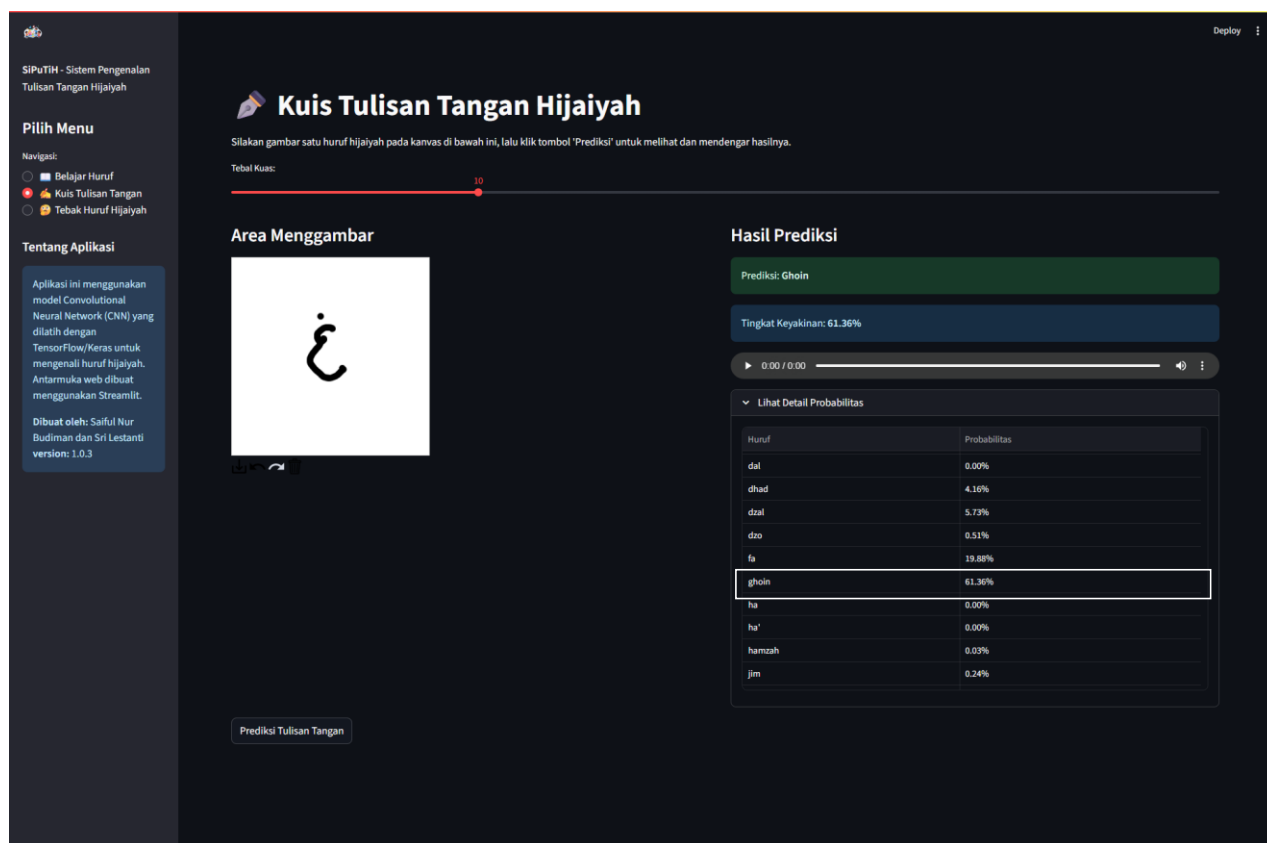 Deploy
SiPuTiH - Sistem Pengenalan
Tulisan Tangan Hijaiyah
Pilih Menu
Navigasi:
Belajar Huruf
Kuis Tulisan Tangan
Tebak Huruf Hijaiyah
Tentang Aplikasi
Aplikasi ini menggunakan
model Convolutional
Neural Network (CNN) yang
dilatih dengan
TensorFlow/Keras untuk
mengenali huruf hijaiyah.
Antarmuka web dibuat
menggunakan Streamlit.
Dibuat oleh: Saiful Nur
Budiman dan Sri Lestanti
version: 1.0.3
Kuis Tulisan Tangan Hijaiyah
Silakan gambar satu huruf hijaiyah pada kanvas di bawah ini, lalu klik tombol 'Prediksi' untuk melihat dan mendengar hasilnya.
Tebal Kuas:
10
Area Menggambar
غ
Prediksi Tulisan Tangan
Hasil Prediksi
Prediksi: Ghoin
Tingkat Keyakinan: 61.36%
0:00 / 0:00
Lihat Detail Probabilitas
Huruf Probabilitas
dal 0.00%
dhad 4.16%
dzal 5.73%
dzo 0.51%
fa 19.88%
ghoin 61.36%
ha 0.00%
ha' 0.00%
hamzah 0.03%
jim 0.24%